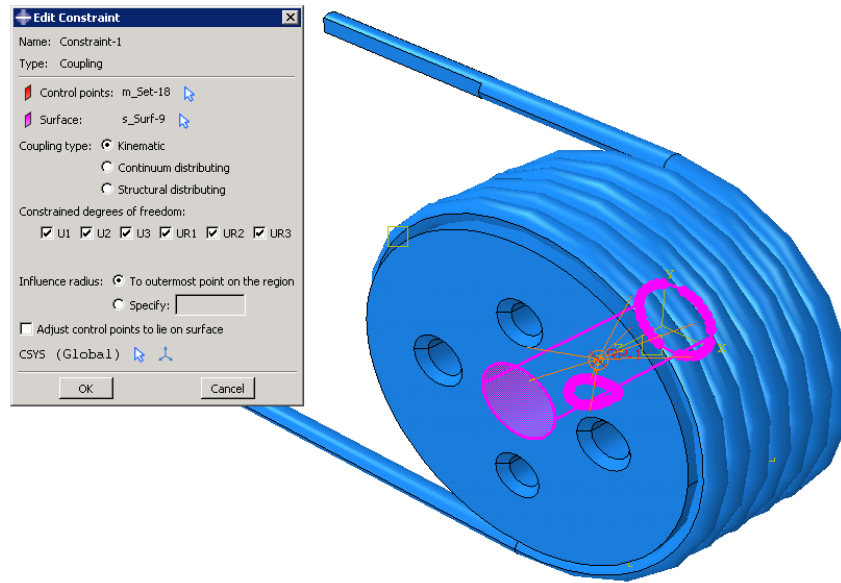 Edit Constraint
Name: Constraint-1
Type: Coupling
Control points: m_Set-18
Surface: s_Surf-9
Coupling type: Kinematic
Continuum distributing
Structural distributing
Constrained degrees of freedom:
U1 U2 U3 UR1 UR2 UR3
Influence radius: To outermost point on the region
Specify:
Adjust control points to lie on surface
CSYS (Global)
OK Cancel
Y
X